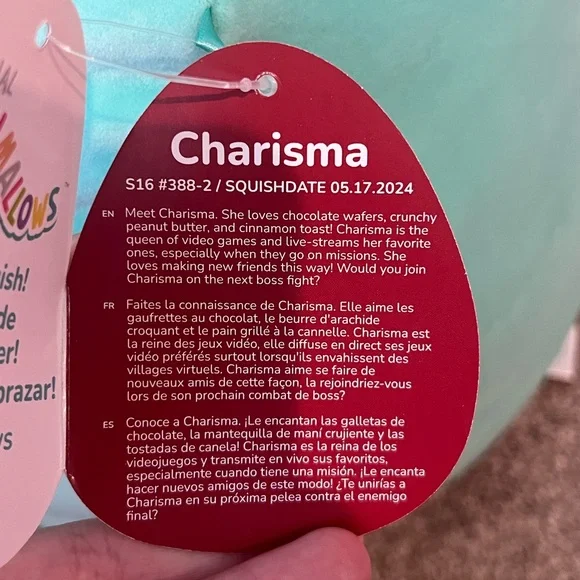 MALLOWS
ish!
de
er!
orazar!
ws
Charisma
S16 #388-2 / SQUISHDATE 05.17.2024
EN Meet Charisma. She loves chocolate wafers, crunchy
peanut butter, and cinnamon toast! Charisma is the
queen of video games and live-streams her favorite
ones, especially when they go on missions. She
loves making new friends this way! Would you join
Charisma on the next boss fight?
FR Faites la connaissance de Charisma. Elle aime les
gaufrettes au chocolat, le beurre d'arachide
croquant et le pain grillé à la cannelle. Charisma est
la reine des jeux vidéo, elle diffuse en direct ses jeux
vidéo préférés surtout lorsqu'ils envahissent des
villages virtuels. Charisma aime se faire de
nouveaux amis de cette façon, la rejoindriez-vous
lors de son prochain combat de boss?
ES Conoce a Charisma. ¡Le encantan las galletas de
chocolate, la mantequilla de maní crujiente y las
tostadas de canela! Charisma es la reina de los
videojuegos y transmite en vivo sus favoritos,
especialmente cuando tiene una misión. ¡Le encanta
hacer nuevos amigos de este modo! ¿Te unirías a
Charisma en su próxima pelea contra el enemigo
final?